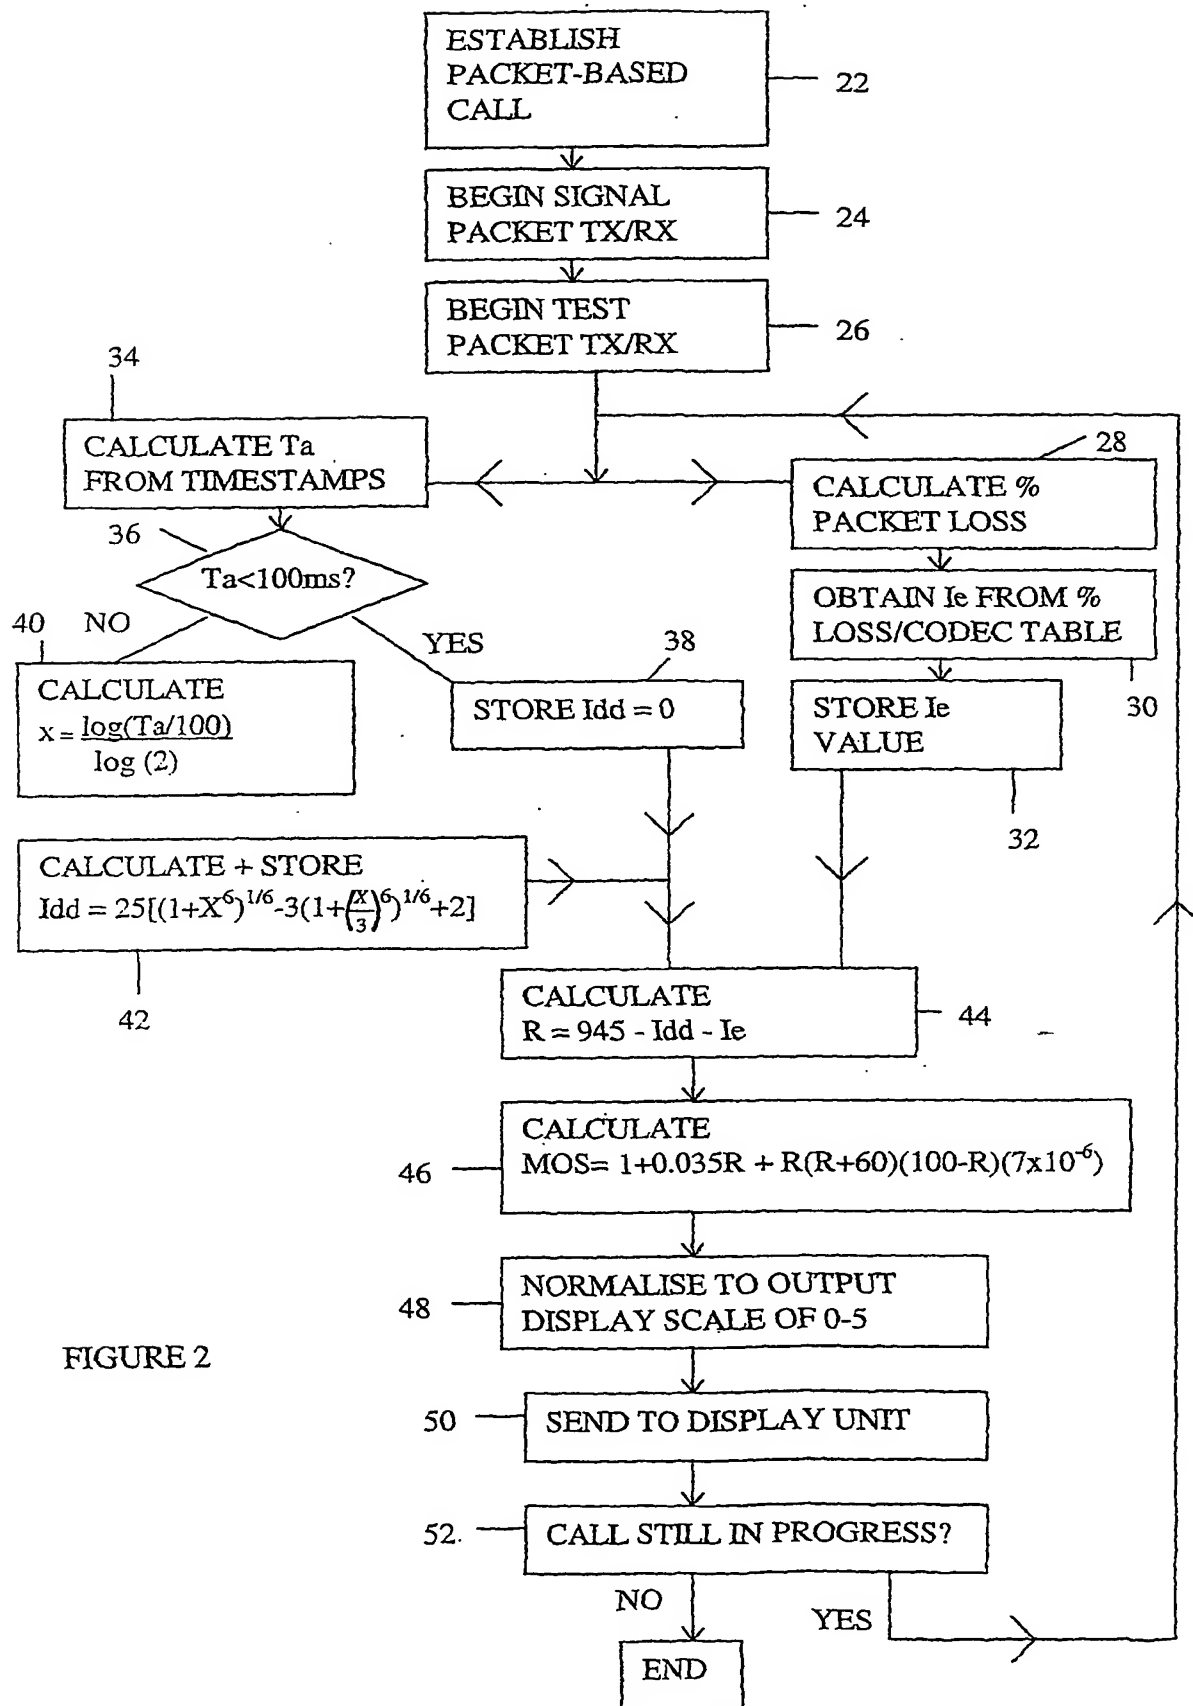 ESTABLISH
PACKET-BASED
CALL
22
BEGIN SIGNAL
PACKET TX/RX
24
BEGIN TEST
PACKET TX/RX
26
34
CALCULATE Ta
FROM TIMESTAMPS
28
CALCULATE %
PACKET LOSS
36
Ta<100ms?
OBTAIN Ie FROM %
LOSS/CODEC TABLE
30
NO
YES
40
CALCULATE
x = log(Ta/100)
log (2)
38
STORE Idd = 0
STORE Ie
VALUE
32
CALCULATE + STORE
Idd = 25[(1+X⁶)^1/6-3(1+(X/3)⁶)^1/6+2]
42
CALCULATE
R = 945 - Idd - Ie
44
CALCULATE
MOS= 1+0.035R + R(R+60)(100-R)(7x10⁻⁶)
46
NORMALISE TO OUTPUT
DISPLAY SCALE OF 0-5
48
FIGURE 2
50
SEND TO DISPLAY UNIT
52
CALL STILL IN PROGRESS?
NO
YES
END